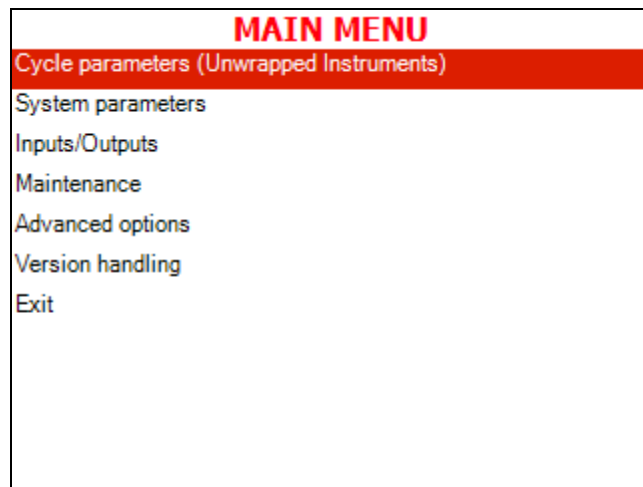 MAIN MENU
Cycle parameters (Unwrapped Instruments)
System parameters
Inputs/Outputs
Maintenance
Advanced options
Version handling
Exit